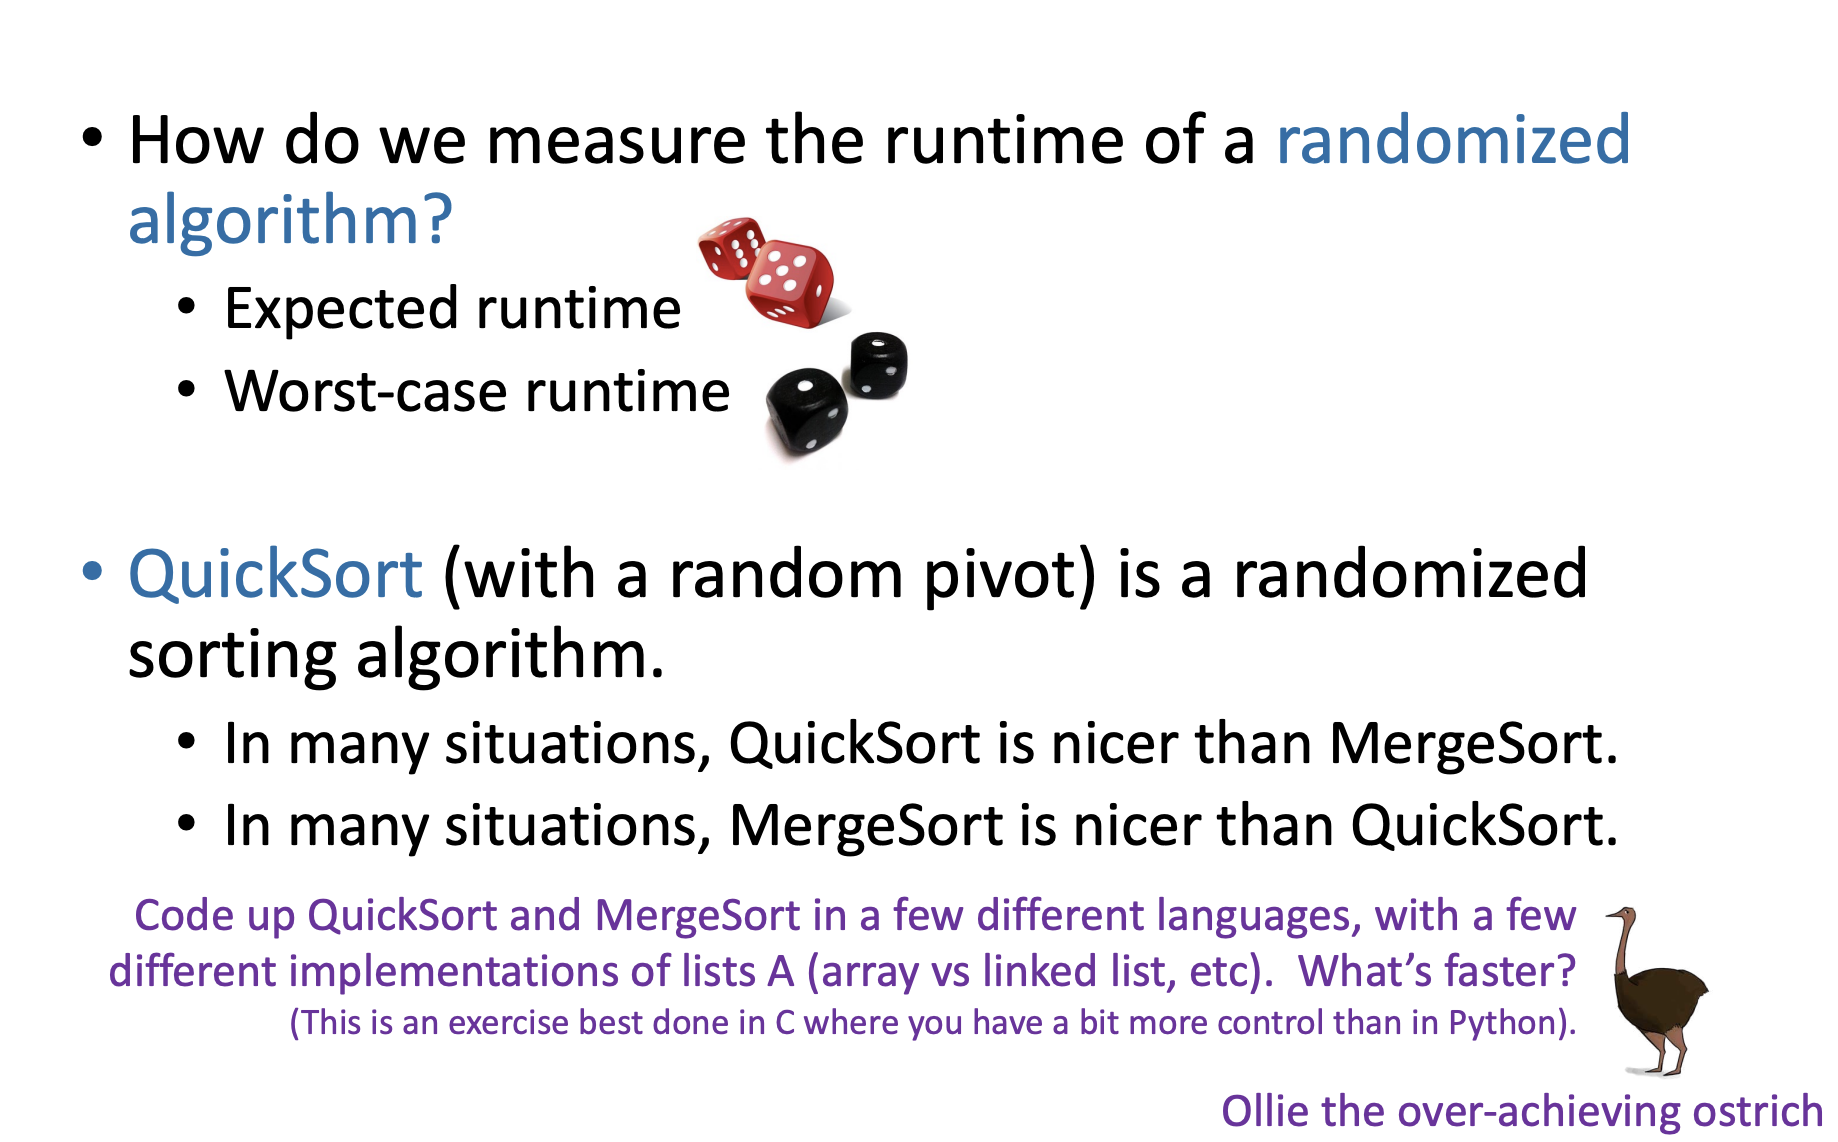 • How do we measure the runtime of a randomized
algorithm?
• Expected runtime
• Worst-case runtime
• QuickSort (with a random pivot) is a randomized
sorting algorithm.
• In many situations, QuickSort is nicer than MergeSort.
• In many situations, MergeSort is nicer than QuickSort.
Code up QuickSort and MergeSort in a few different languages, with a few
different implementations of lists A (array vs linked list, etc). What’s faster?
(This is an exercise best done in C where you have a bit more control than in Python).
Ollie the over-achieving ostrich